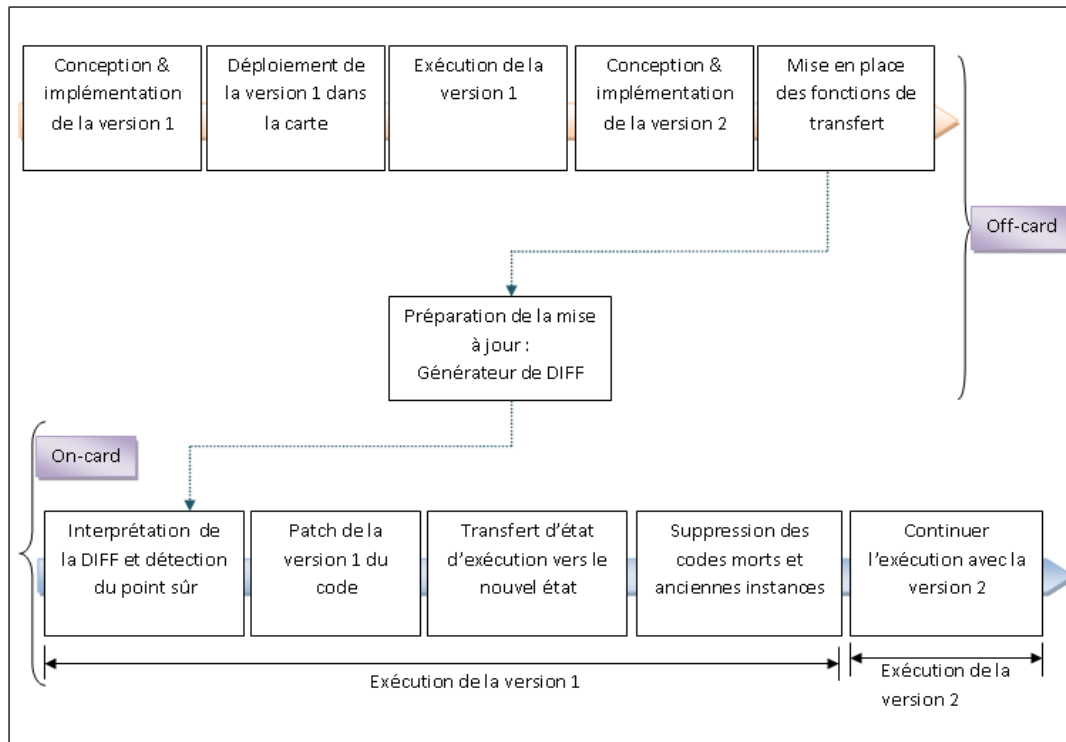 Conception &
implémentation
de la version 1
Déploiement de
la version 1 dans
la carte
Exécution de la
version 1
Conception &
implémentation
de la version 2
Mise en place
des fonctions de
transfert
Off-card
Préparation de la mise
à jour :
Générateur de DIFF
On-card
Interprétation de
la DIFF et détection
du point sûr
Patch de la
version 1 du
code
Transfert d'état
d'exécution vers le
nouvel état
Suppression des
codes morts et
anciennes instances
Continuer
l'exécution avec la
version 2
Exécution de la version 1
Exécution de la
version 2